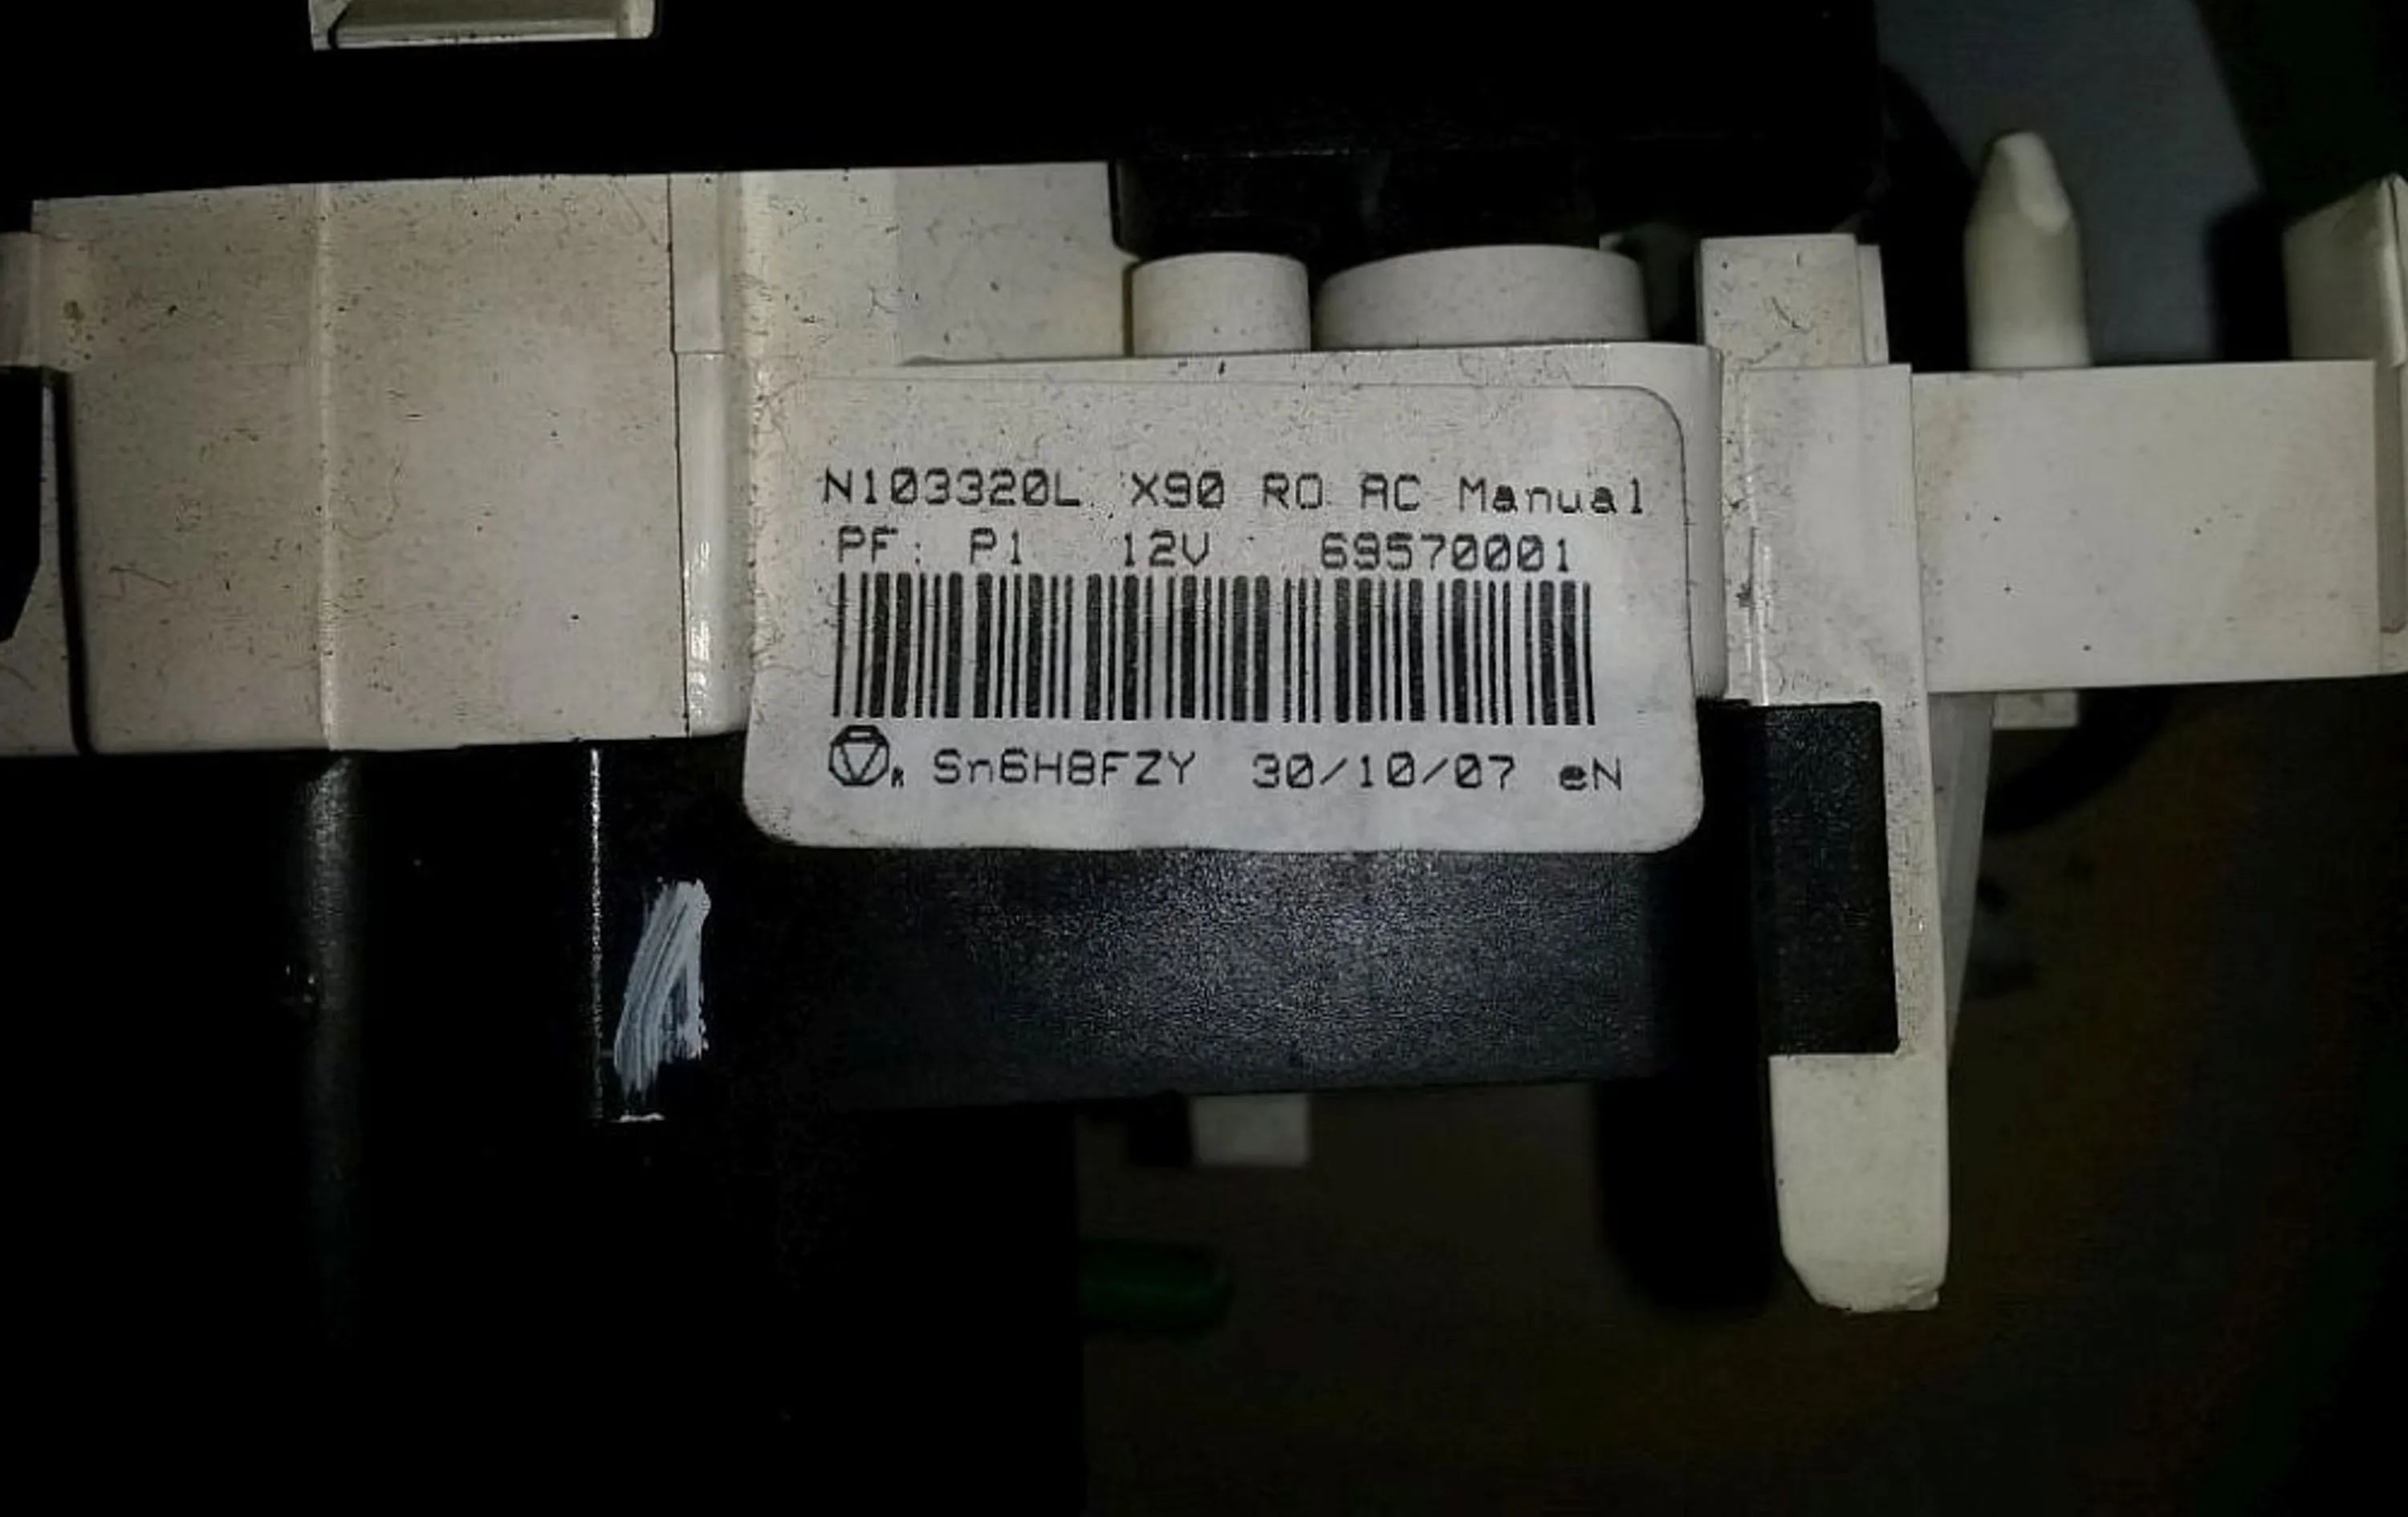 N103320L X90 RO AC Manual
PF: P1 12V 69570001
R Sn6H8FZY 30/10/07 eN